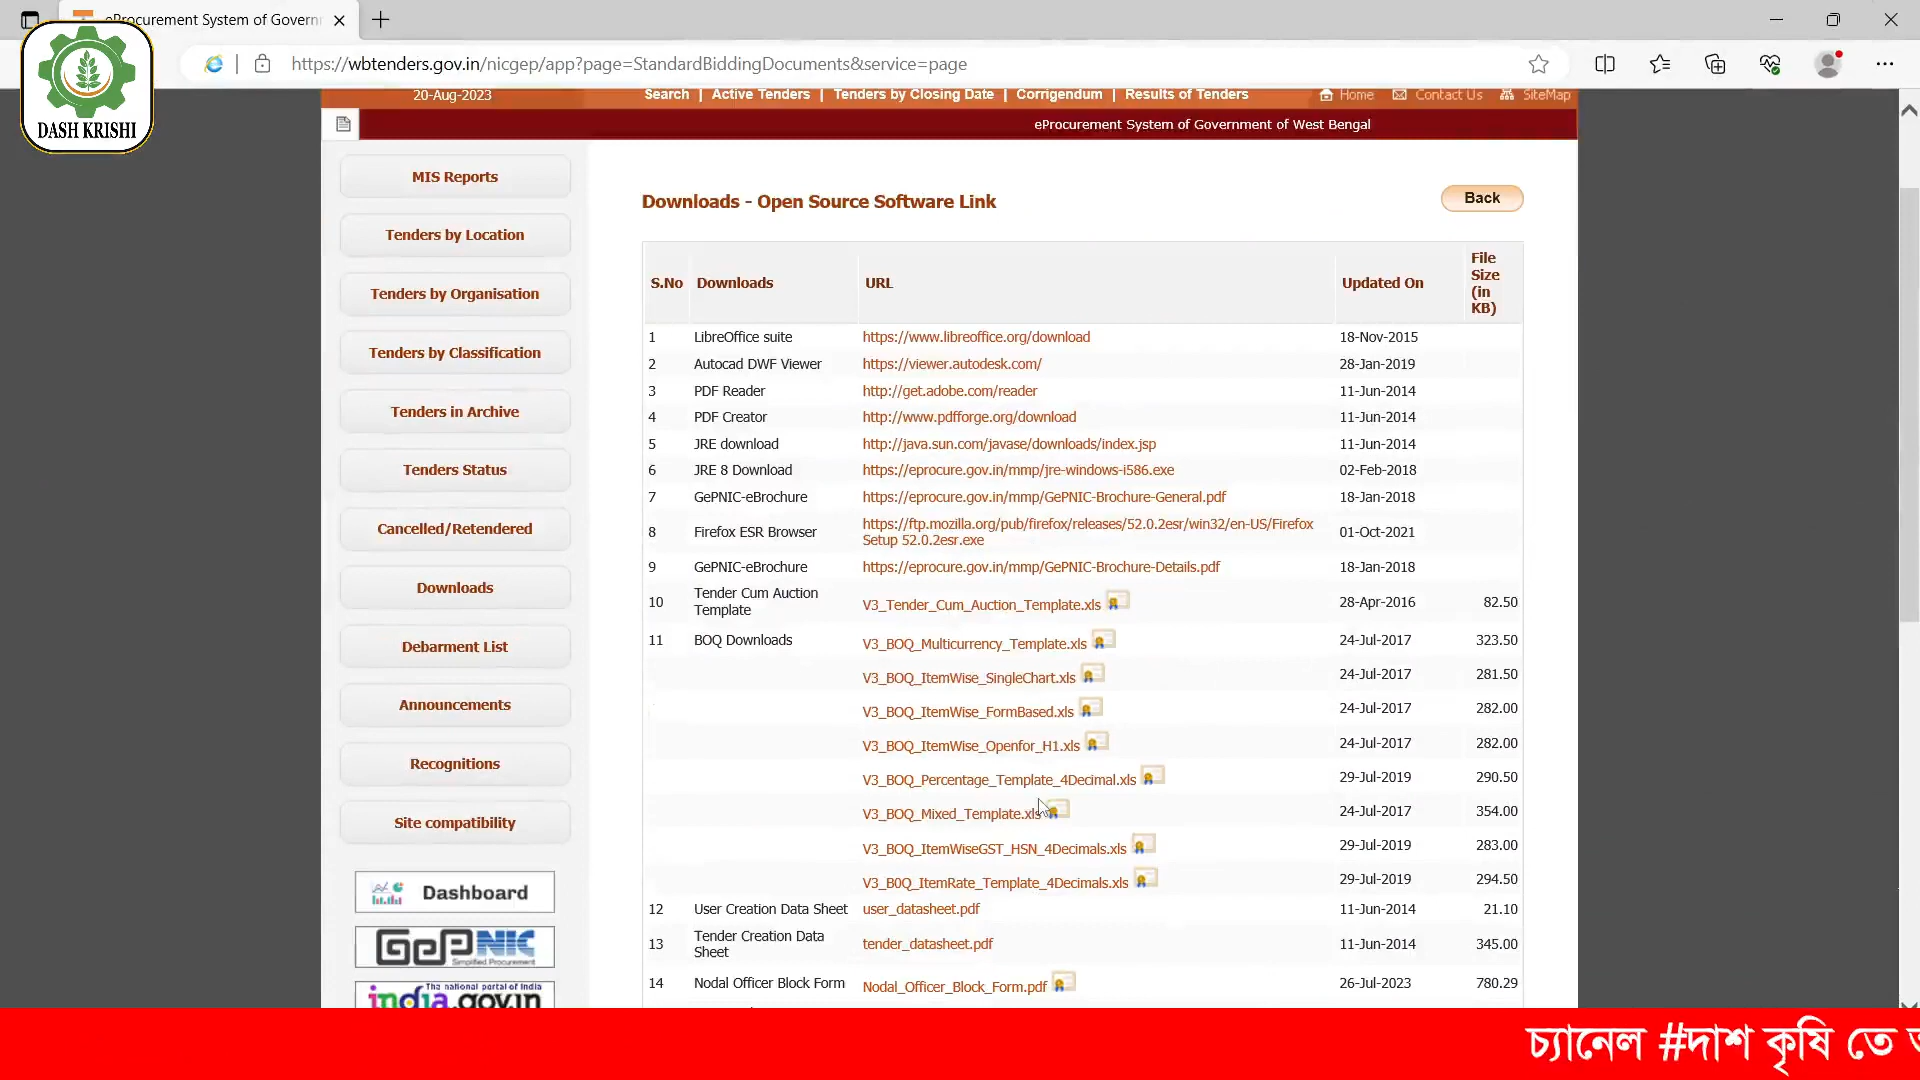 eProcurement System of Govern
DASH KRISHI
https://wbtenders.gov.in/nicgep/app?page=StandardBiddingDocuments&service=page
20-Aug-2023
Search | Active Tenders | Tenders by Closing Date | Corrigendum | Results of Tenders
Home Contact Us SiteMap
eProcurement System of Government of West Bengal
MIS Reports
Tenders by Location
Tenders by Organisation
Tenders by Classification
Tenders in Archive
Tenders Status
Cancelled/Retendered
Downloads
Debarment List
Announcements
Recognitions
Site compatibility
Dashboard
GePNIC
Simplified Procurement
The national portal of India
india.gov.in
Downloads - Open Source Software Link
Back
S.No Downloads URL Updated On File Size (in KB)
1 LibreOffice suite https://www.libreoffice.org/download 18-Nov-2015
2 Autocad DWF Viewer https://viewer.autodesk.com/ 28-Jan-2019
3 PDF Reader http://get.adobe.com/reader 11-Jun-2014
4 PDF Creator http://www.pdfforge.org/download 11-Jun-2014
5 JRE download http://java.sun.com/javase/downloads/index.jsp 11-Jun-2014
6 JRE 8 Download https://eprocure.gov.in/mmp/jre-windows-i586.exe 02-Feb-2018
7 GePNIC-eBrochure https://eprocure.gov.in/mmp/GePNIC-Brochure-General.pdf 18-Jan-2018
8 Firefox ESR Browser https://ftp.mozilla.org/pub/firefox/releases/52.0.2esr/win32/en-US/Firefox
Setup 52.0.2esr.exe 01-Oct-2021
9 GePNIC-eBrochure https://eprocure.gov.in/mmp/GePNIC-Brochure-Details.pdf 18-Jan-2018
10 Tender Cum Auction
Template V3_Tender_Cum_Auction_Template.xls 28-Apr-2016 82.50
11 BOQ Downloads V3_BOQ_Multicurrency_Template.xls 24-Jul-2017 323.50
V3_BOQ_ItemWise_SingleChart.xls 24-Jul-2017 281.50
V3_BOQ_ItemWise_FormBased.xls 24-Jul-2017 282.00
V3_BOQ_ItemWise_Openfor_H1.xls 24-Jul-2017 282.00
V3_BOQ_Percentage_Template_4Decimal.xls 29-Jul-2019 290.50
V3_BOQ_Mixed_Template.xls 24-Jul-2017 354.00
V3_BOQ_ItemWiseGST_HSN_4Decimals.xls 29-Jul-2019 283.00
V3_B0Q_ItemRate_Template_4Decimals.xls 29-Jul-2019 294.50
12 User Creation Data Sheet user_datasheet.pdf 11-Jun-2014 21.10
13 Tender Creation Data
Sheet tender_datasheet.pdf 11-Jun-2014 345.00
14 Nodal Officer Block Form Nodal_Officer_Block_Form.pdf 26-Jul-2023 780.29
চ্যানেল #দাশ কৃষি তে